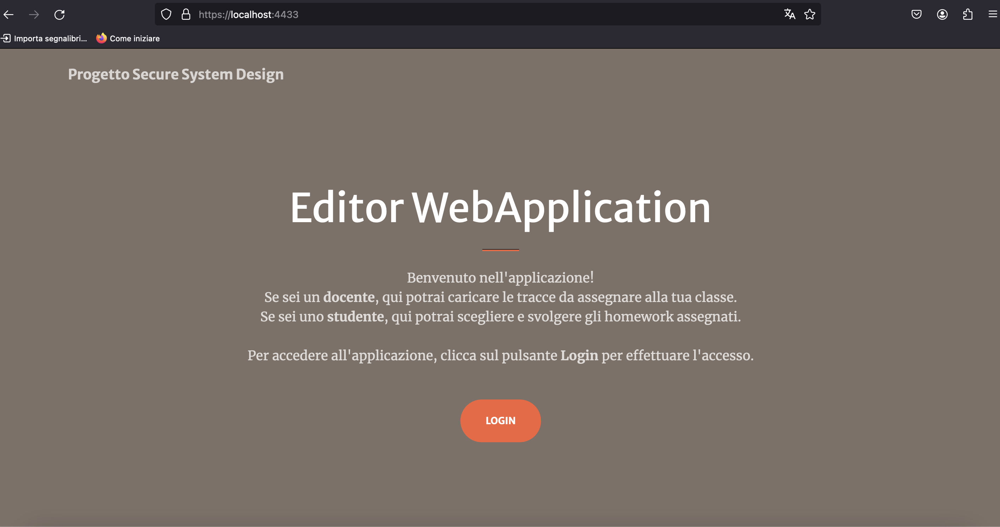 https://localhost:4433
Importa segnalibri...
Come iniziare
Progetto Secure System Design
Editor WebApplication
Benvenuto nell'applicazione!
Se sei un docente, qui potrai caricare le tracce da assegnare alla tua classe.
Se sei uno studente, qui potrai scegliere e svolgere gli homework assegnati.
Per accedere all'applicazione, clicca sul pulsante Login per effettuare l'accesso.
LOGIN